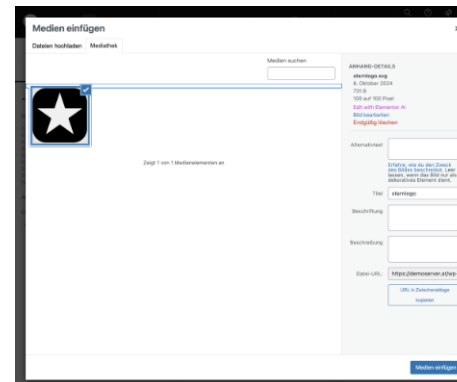 Medien einfügen
Dateien hochladen
Mediathek
Medien suchen
Zeigt 1 von 1 Medienelementen an
ANHANG-DETAILS
sternlogo.svg
6. Oktober 2024
731 B
100 auf 100 Pixel
Edit with Elementor AI
Bild bearbeiten
Endgültig löschen
Alternativtext
Erfahre, wie du den Zweck
des Bildes beschreibst. Leer
lassen, wenn das Bild nur als
dekoratives Element dient.
Titel
sternlogo
Beschriftung
Beschreibung
Datei-URL:
https://demoserver.at/wp-
URL in Zwischenablage
kopieren
Medien einfügen